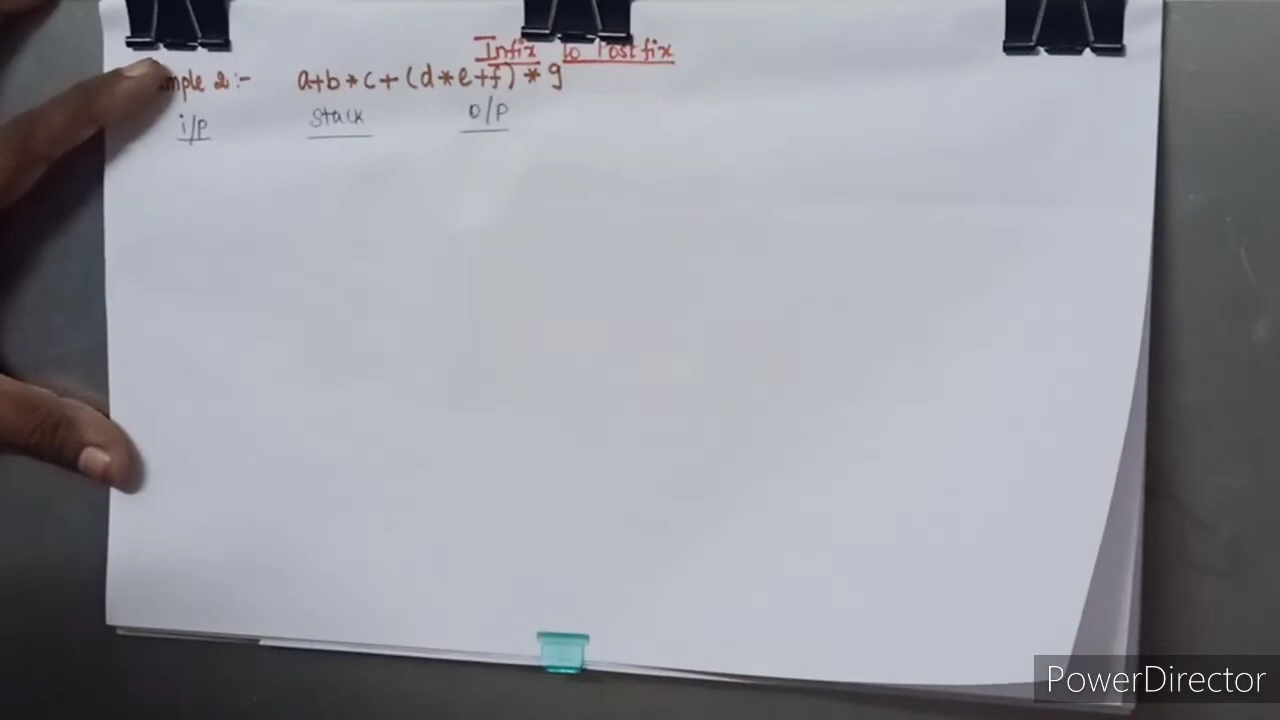 Infix to Postfix
mple 2:- a+b*c+(d*e+f)*g
i/p stack o/p
PowerDirector